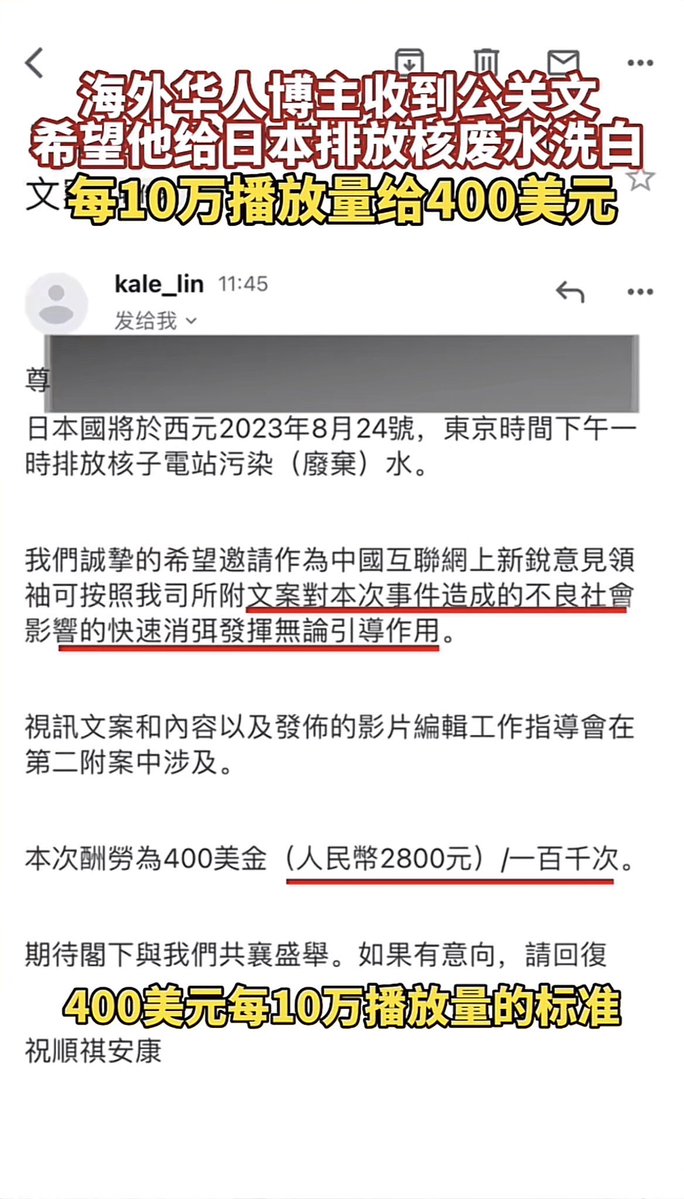 海外华人博主收到公关文
希望他给日本排放核废水洗白
文
每10万播放量给400美元
kale_lin 11:45
发给我
尊
日本國將於西元2023年8月24號，東京時間下午一
時排放核子電站污染（廢棄）水。
我們誠摯的希望邀請作為中國互聯網上新銳意見領
袖可按照我司所附文案對本次事件造成的不良社會
影響的快速消弭發揮無論引導作用。
視訊文案和內容以及發佈的影片編輯工作指導會在
第二附案中涉及。
本次酬勞為400美金（人民幣2800元）/一百千次。
期待閣下與我們共襄盛舉。如果有意向，請回復
400美元每10万播放量的标准
祝順祺安康